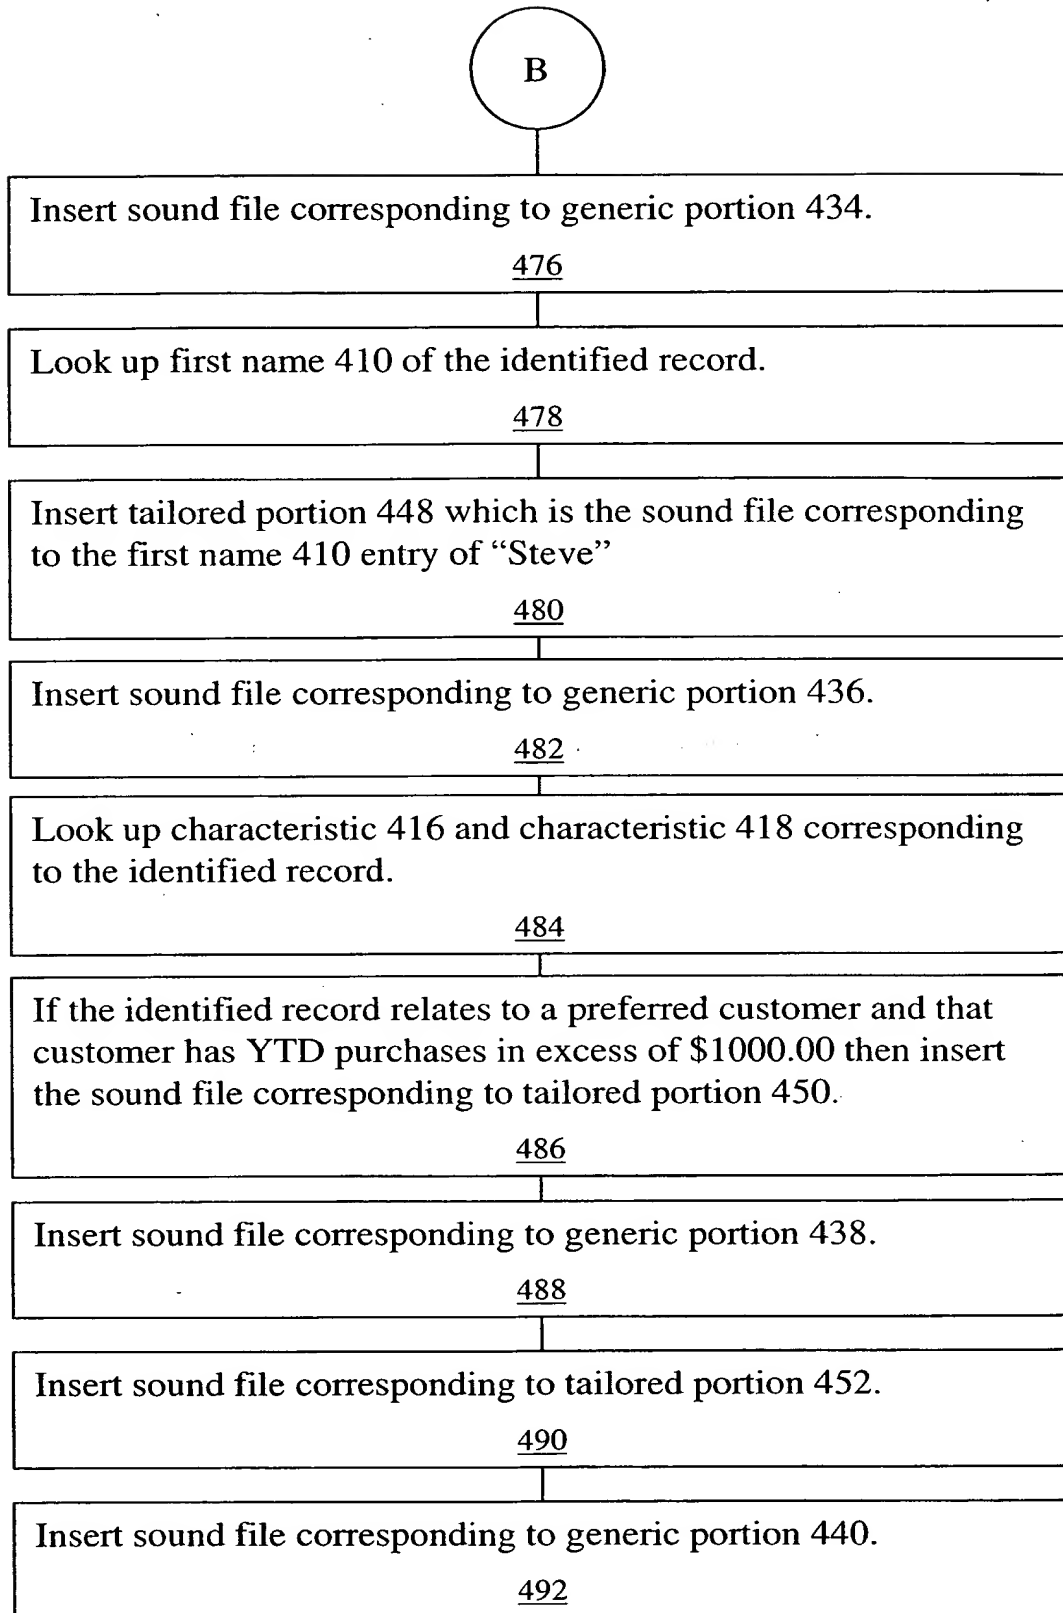 B
Insert sound file corresponding to generic portion 434.
476
Look up first name 410 of the identified record.
478
Insert tailored portion 448 which is the sound file corresponding
to the first name 410 entry of “Steve”
480
Insert sound file corresponding to generic portion 436.
482
Look up characteristic 416 and characteristic 418 corresponding
to the identified record.
484
If the identified record relates to a preferred customer and that
customer has YTD purchases in excess of $1000.00 then insert
the sound file corresponding to tailored portion 450.
486
Insert sound file corresponding to generic portion 438.
488
Insert sound file corresponding to tailored portion 452.
490
Insert sound file corresponding to generic portion 440.
492